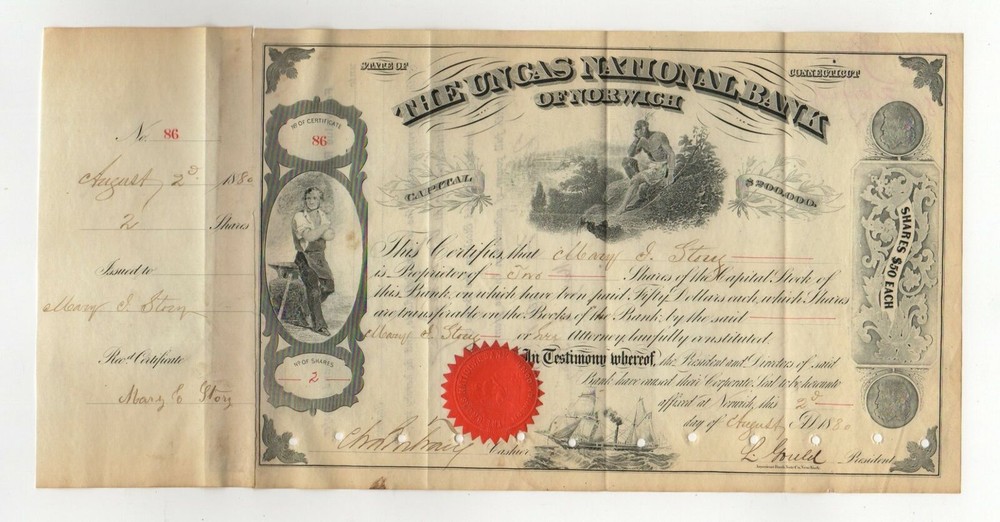 No. 86
August 2d 1880
2 Shares
Issued to
Mary E. Story
Rec'd Certificate
Mary E Story
STATE OF
CONNECTICUT
THE UNCAS NATIONAL BANK
OF NORWICH
No OF CERTIFICATE
86
CAPITAL
$200.000.
SHARES $50 EACH
This Certifies, that Mary E. Story
is Proprietor of Two Shares of the Capital Stock of
this Bank, on which have been paid Fifty Dollars each, which Shares
are transferable on the Books of the Bank, by the said
Mary E Story or her Attorney, lawfully constituted.
In Testimony whereof, the President and Directors of said
Bank have caused their Corporate Seal to be hereunto
affixed at Norwich, this 2d
day of August AD 1880
No OF SHARES
2
Cashier
L. Gould President